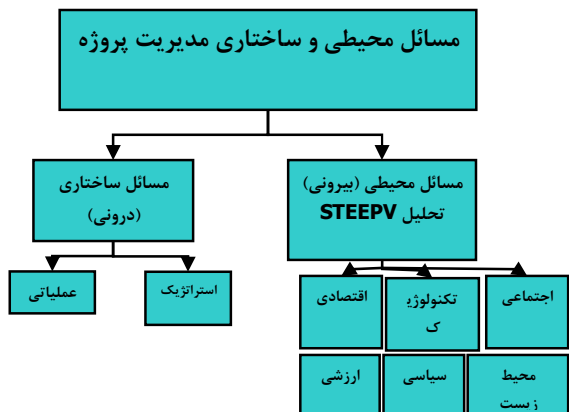 مسائل محیطی و ساختاری مدیریت پروژه
مسائل محیطی (بیرونی)
تحلیل STEEPV
مسائل ساختاری
(درونی)
اجتماعی
تکنولوژی
ک
اقتصادی
استراتژیک
عملیاتی
محیط
زیست
سیاسی
ارزشی